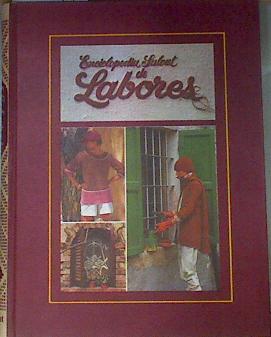 Enciclopedia Salvat
de
Labores